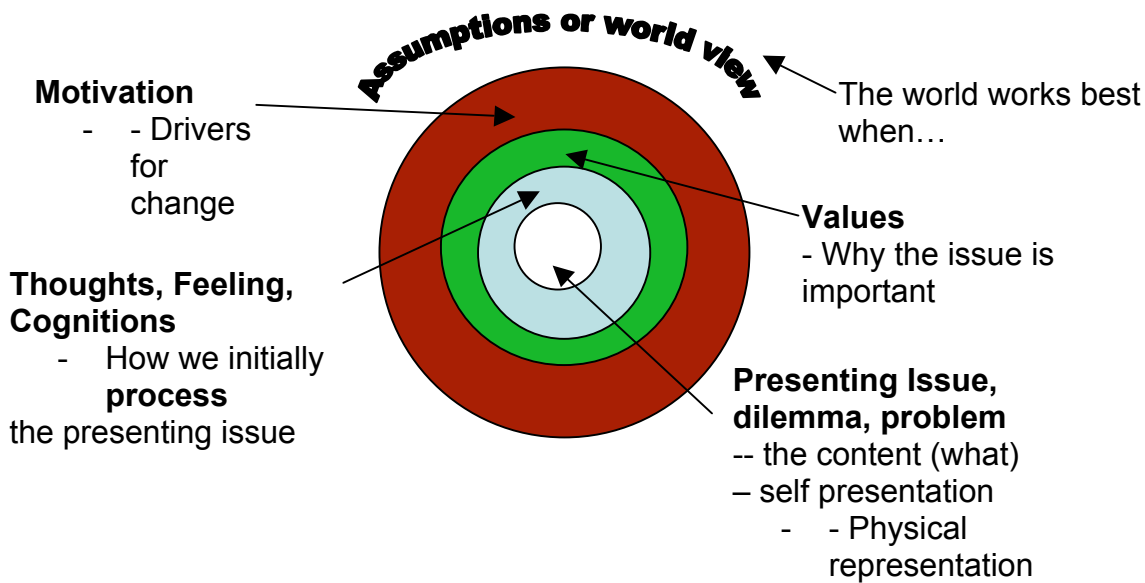 Assumptions or world view
Motivation
- - Drivers
for
change
The world works best
when…
Values
- Why the issue is
important
Thoughts, Feeling,
Cognitions
- How we initially
process
the presenting issue
Presenting Issue,
dilemma, problem
-- the content (what)
– self presentation
- - Physical
representation